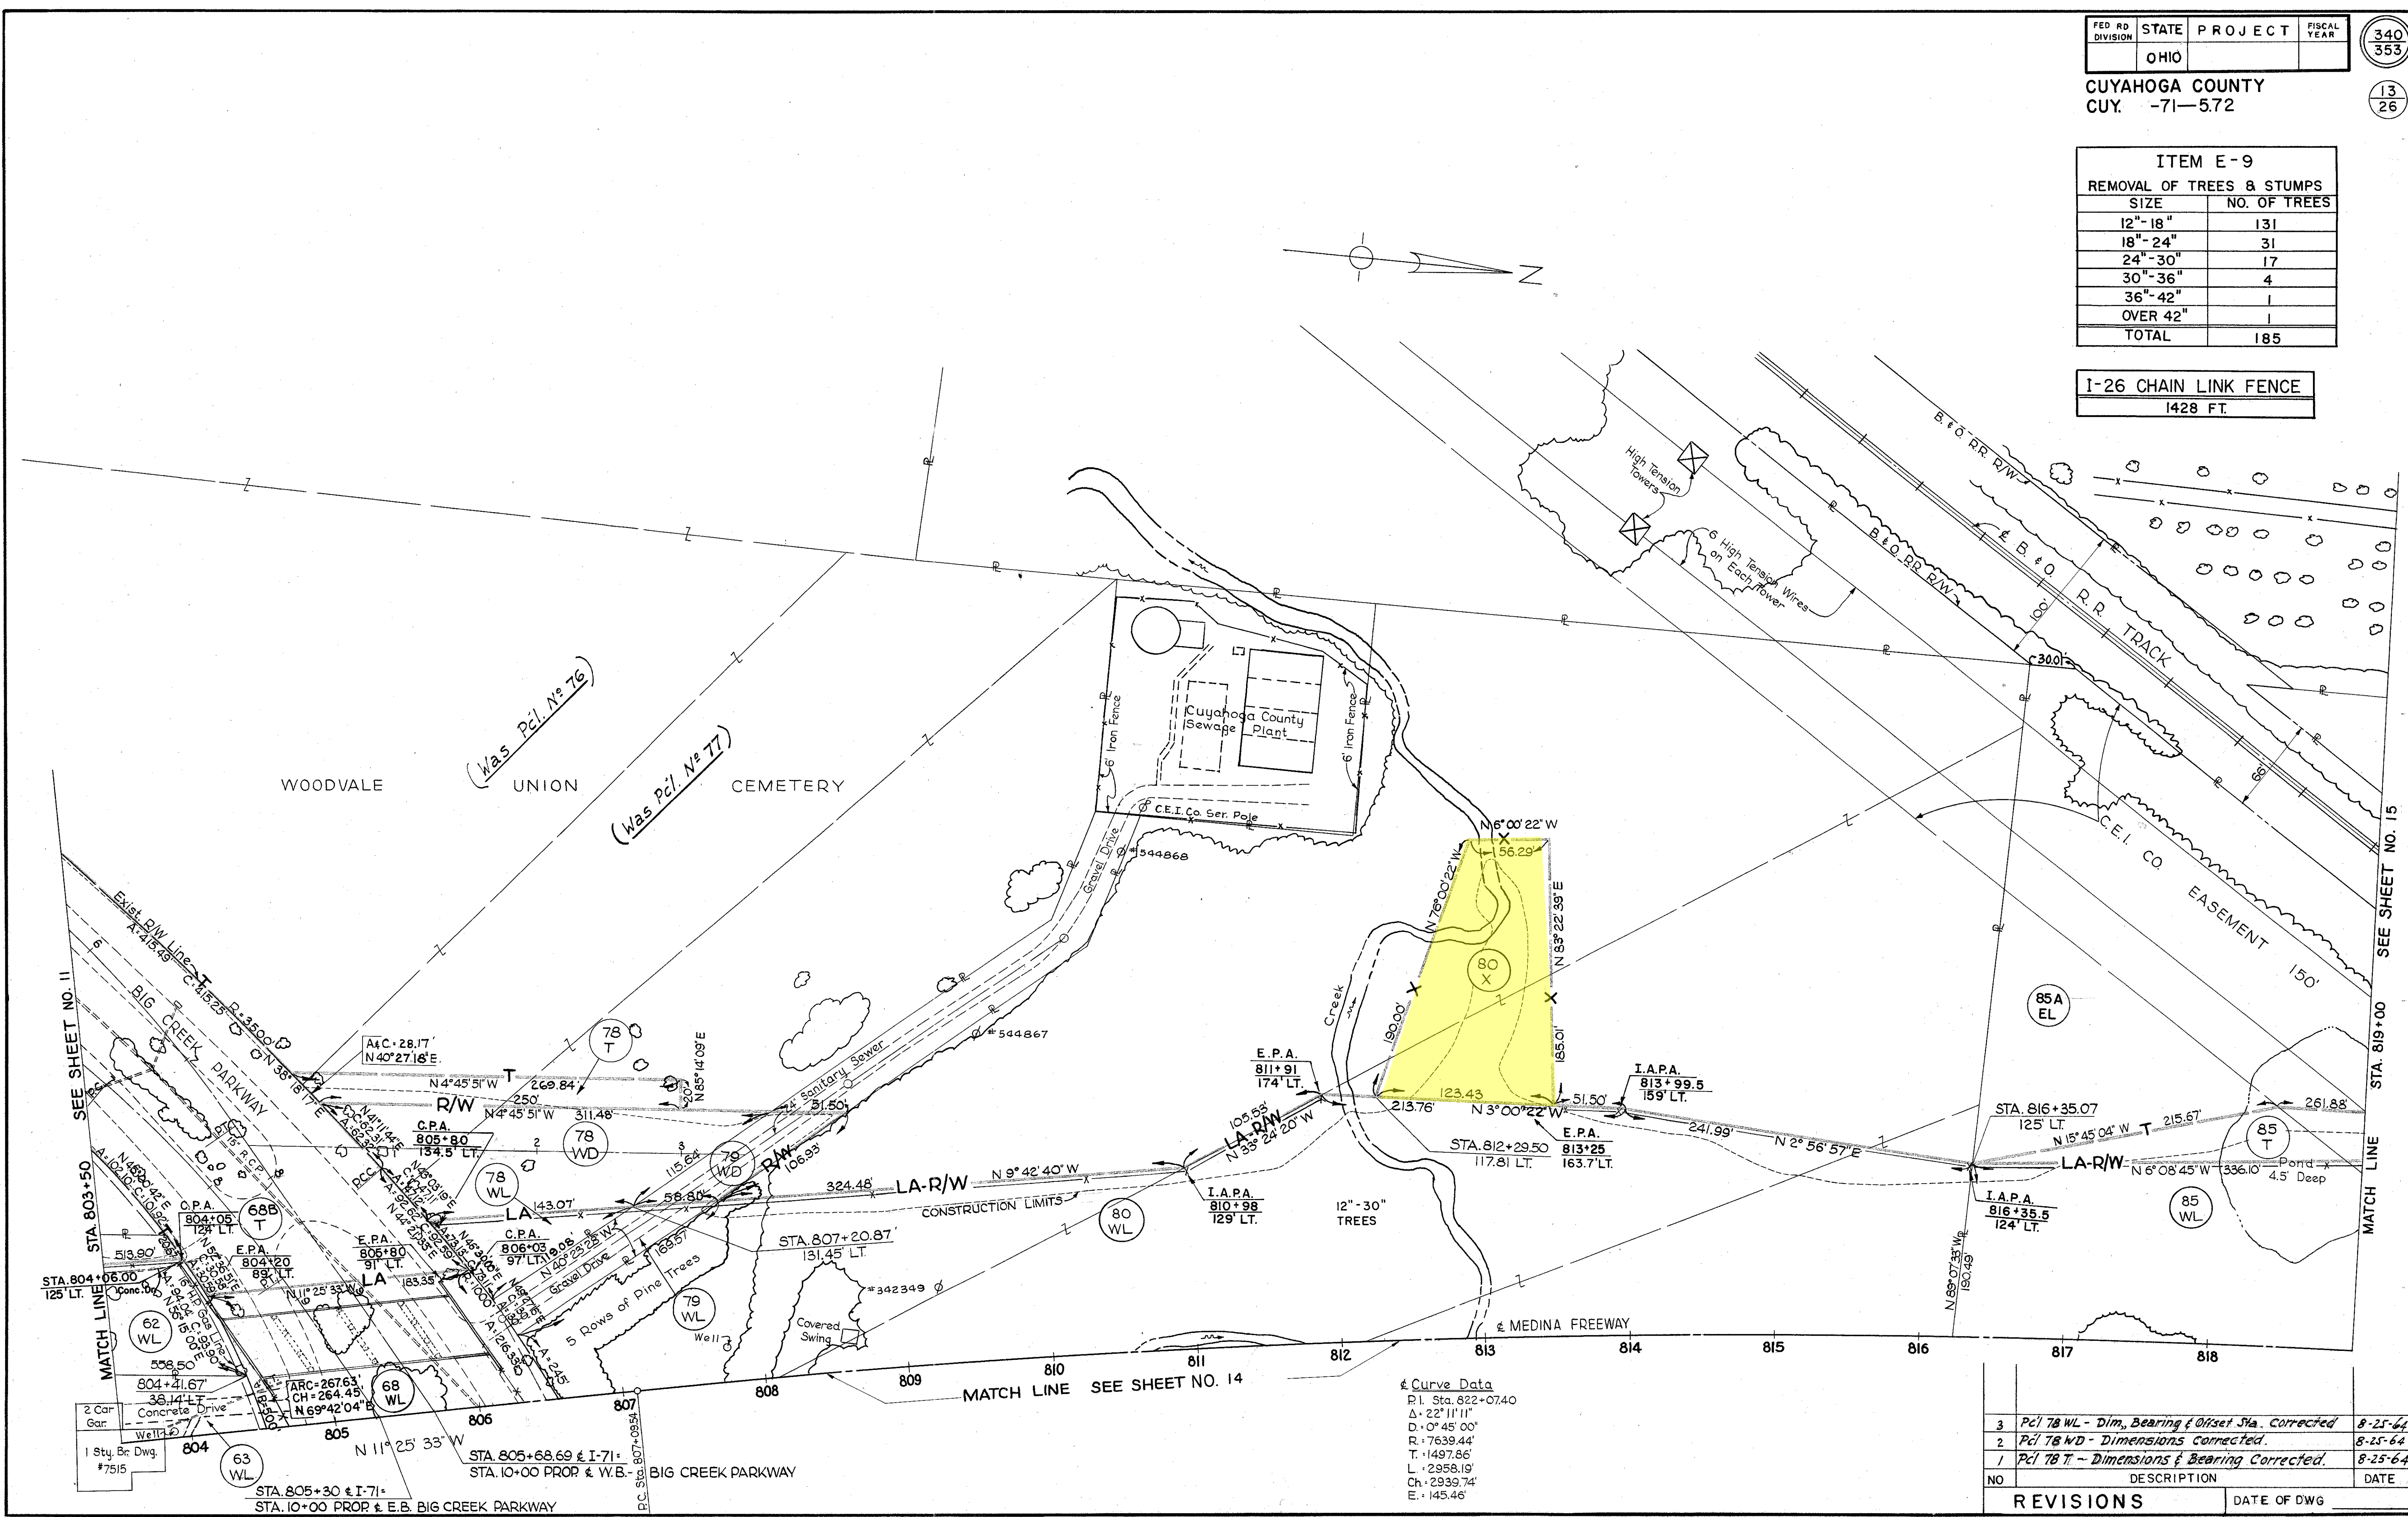 FED RD DIVISION STATE PROJECT FISCAL YEAR
OHIO
340
353
CUYAHOGA COUNTY
CUY. -71—5.72
13
26
ITEM E-9
REMOVAL OF TREES & STUMPS
SIZE NO. OF TREES
12"-18" 131
18"-24" 31
24"-30" 17
30"-36" 4
36"-42" 1
OVER 42" 1
TOTAL 185
I-26 CHAIN LINK FENCE
1428 FT.
N
B. & O. R.R. R/W
High Tension
Towers
6 High Tension Wires
on Each Tower
B. & O. RR. R/W
₠ B. & O. R. R. TRACK
100'
30.01'
66'
C.E.I. CO. EASEMENT 150'
SEE SHEET NO. 15
MATCH LINE STA. 819+00
(Was Pcl. Nº 76)
(Was Pcl. Nº 77)
WOODVALE UNION CEMETERY
Cuyahoga County
Sewage Plant
6' Iron Fence
6' Iron Fence
C.E.I. Co. Ser. Pole
Gravel Drive
#544868
#544867
N 6°00'22" W
56.29'
N 76°00'22" W
190.00'
N 83°22'39" E
185.01'
80
X
Creek
85A
EL
Exist. R/W Line
A=415.49'
C=415.25'
R=3500'
N 38°18'17" E
SEE SHEET NO. 11
MATCH LINE STA. 803+50
BIG CREEK PARKWAY
A&C=28.17'
N 40°27'18" E.
78
T
N 4°45'51" W T 269.84'
20'
N 85°14'09" E
250'
R/W
N 4°45'51" W 311.48'
51.50'
24" Sanitary Sewer
C.P.A.
805+80
134.5' LT.
78
WD
78
WL
79
WD
115.64'
R/W
106.93'
E.P.A.
811+91
174' LT.
123.43
213.76'
N 3°00'22" W
51.50'
I.A.P.A.
813+99.5
159' LT.
E.P.A.
813+25
163.7' LT.
STA. 812+29.50
117.81 LT.
241.99'
N 2°56'57" E
STA. 816+35.07
125' LT.
N 15°45'04" W T 215.67'
261.88'
85
T
LA-R/W
N 6°08'45" W 336.10'
Pond
4.5' Deep
I.A.P.A.
816+35.5
124' LT.
85
WL
N 89°07'33" W
190.49'
105.53'
LA-R/W
N 33°24'20" W
N 9°42'40" W
324.48'
LA-R/W
CONSTRUCTION LIMITS
I.A.P.A.
810+98
129' LT.
80
WL
12"-30"
TREES
LA 143.07'
58.80'
STA. 807+20.87'
131.45' LT.
C.P.A.
806+03
97' LT.
119.08
N 40°23'28" W
169.57'
Gravel Drive
5 Rows of Pine Trees
79
WL
Well
Covered
Swing
#342349
C.P.A.
804+05
124' LT.
68B
T
E.P.A.
804+20
89' LT.
E.P.A.
805+80
91' LT.
LA 183.35'
N 11°25'33" W
513.90'
STA. 804+06.00
125' LT.
Conc. Dr.
16" H.P. Gas Line
62
WL
558.50'
804+41.67'
38.14' LT.
Concrete Drive
2 Car
Gar.
Well
1 Sty. Br. Dwg.
#7515
63
WL
ARC=267.63'
CH=264.45'
N 69°42'04" E
68
WL
R=500'
R=1000'
A=1216.33'
A=245'
804 805 806 807 808 809 810 811 812 813 814 815 816 817 818
N 11°25'33" W
STA. 805+68.69 ₠ I-71=
STA. 10+00 PROP. ₠ W.B.- BIG CREEK PARKWAY
STA. 805+30 ₠ I-71=
STA. 10+00 PROP. ₠ E.B. BIG CREEK PARKWAY
P.C. Sta. 807+09.54
MATCH LINE SEE SHEET NO. 14
₠ MEDINA FREEWAY
₠ Curve Data
P.I. Sta. 822+07.40
Δ=22°11'11"
D.=0°45'00"
R.=7639.44'
T.=1497.86'
L.=2958.19'
Ch.=2939.74'
E.=145.46'
3 Pc'l 78 WL - Dim., Bearing & Offset Sta. Corrected 8-25-64
2 Pc'l 78 WD - Dimensions Corrected. 8-25-64
1 Pc'l 78 T. - Dimensions & Bearing Corrected. 8-25-64
NO DESCRIPTION DATE
REVISIONS DATE OF DWG